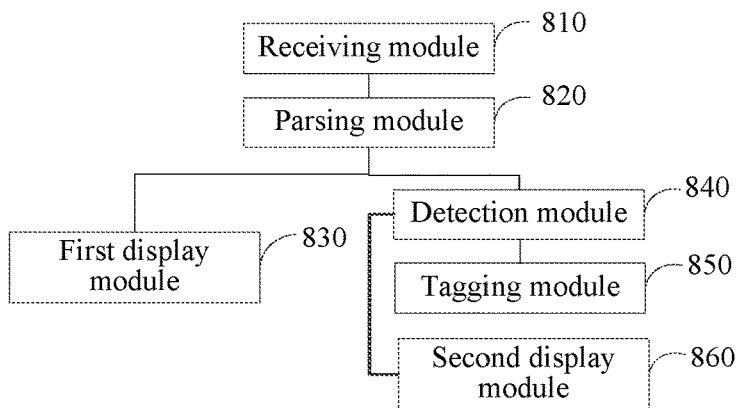 Receiving module
810
Parsing module
820
First display
module
830
Detection module
840
Tagging module
850
Second display
module
860